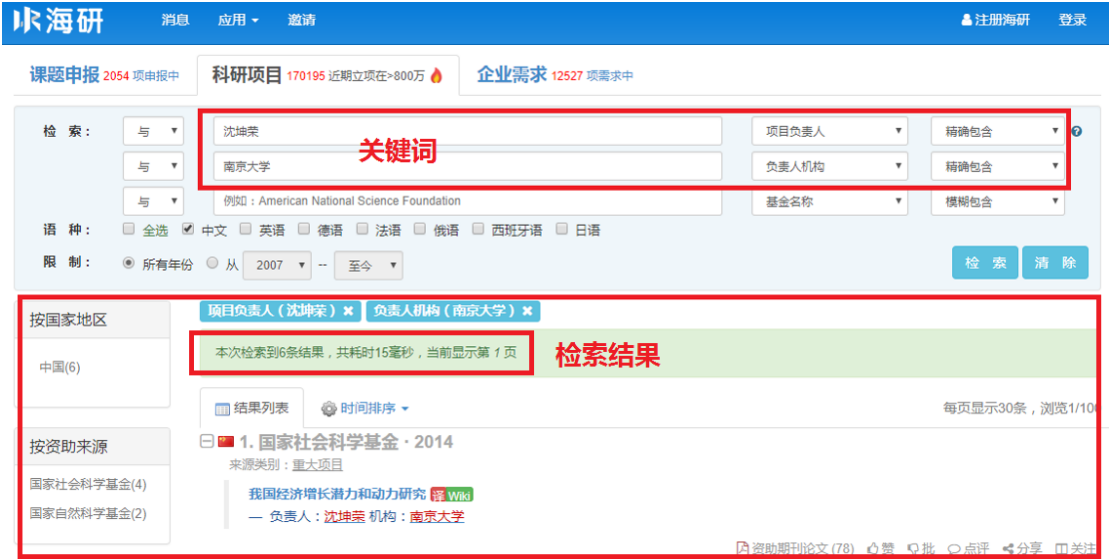 海研 消息 应用 邀请 注册海研 登录
课题申报 2054 项申报中 科研项目 170195 近期立项在>800万 企业需求 12527 项需求中
检 索： 与 沈坤荣 项目负责人 精确包含
关键词
与 南京大学 负责人机构 精确包含
与 例如：American National Science Foundation 基金名称 模糊包含
语 种： 全选 中文 英语 德语 法语 俄语 西班牙语 日语
限 制： 所有年份 从 2007 -- 至今 检 索 清 除
按国家地区
中国(6)
项目负责人（沈坤荣）✖ 负责人机构（南京大学）✖
本次检索到6条结果，共耗时15毫秒，当前显示第 1 页 检索结果
结果列表 时间排序 每页显示30条，浏览1/100
按资助来源
国家社会科学基金(4)
国家自然科学基金(2)
1. 国家社会科学基金 · 2014
来源类别：重大项目
我国经济增长潜力和动力研究 译 Wiki
— 负责人：沈坤荣 机构：南京大学
资助期刊论文(78) 赞 批 点评 分享 关注